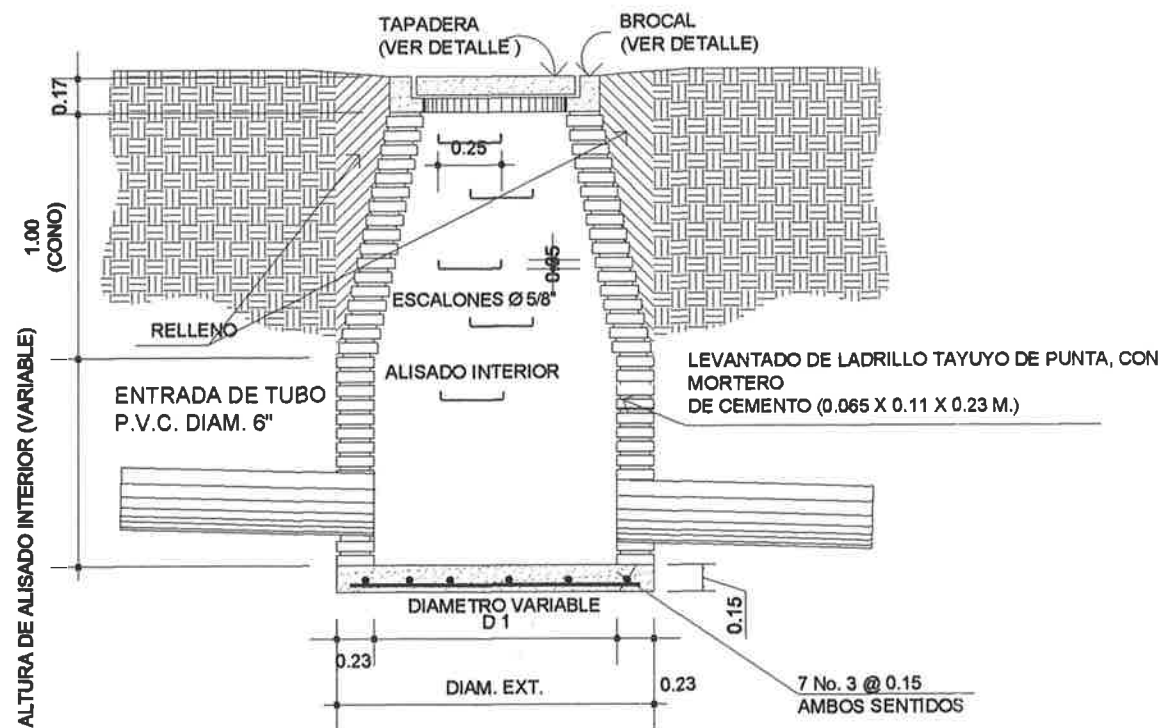 TAPADERA
(VER DETALLE )
BROCAL
(VER DETALLE)
0.17
0.25
1.00
(CONO)
0.05
ESCALONES Ø 5/8"
RELLENO
ALISADO INTERIOR
LEVANTADO DE LADRILLO TAYUYO DE PUNTA, CON
MORTERO
DE CEMENTO (0.065 X 0.11 X 0.23 M.)
ENTRADA DE TUBO
P.V.C. DIAM. 6"
ALTURA DE ALISADO INTERIOR (VARIABLE)
DIAMETRO VARIABLE
D 1
0.15
0.23
DIAM. EXT.
0.23
7 No. 3 @ 0.15
AMBOS SENTIDOS